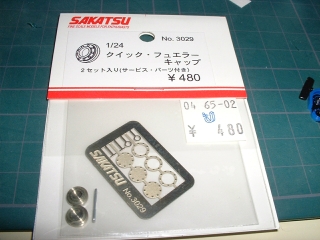 SAKATSU
No. 3029
1/24
クイック・フュエラー
キャップ
2セット入り(サービス・パーツ付き)
¥480
04 65-02
¥ 480
SAKATSU
No.3029